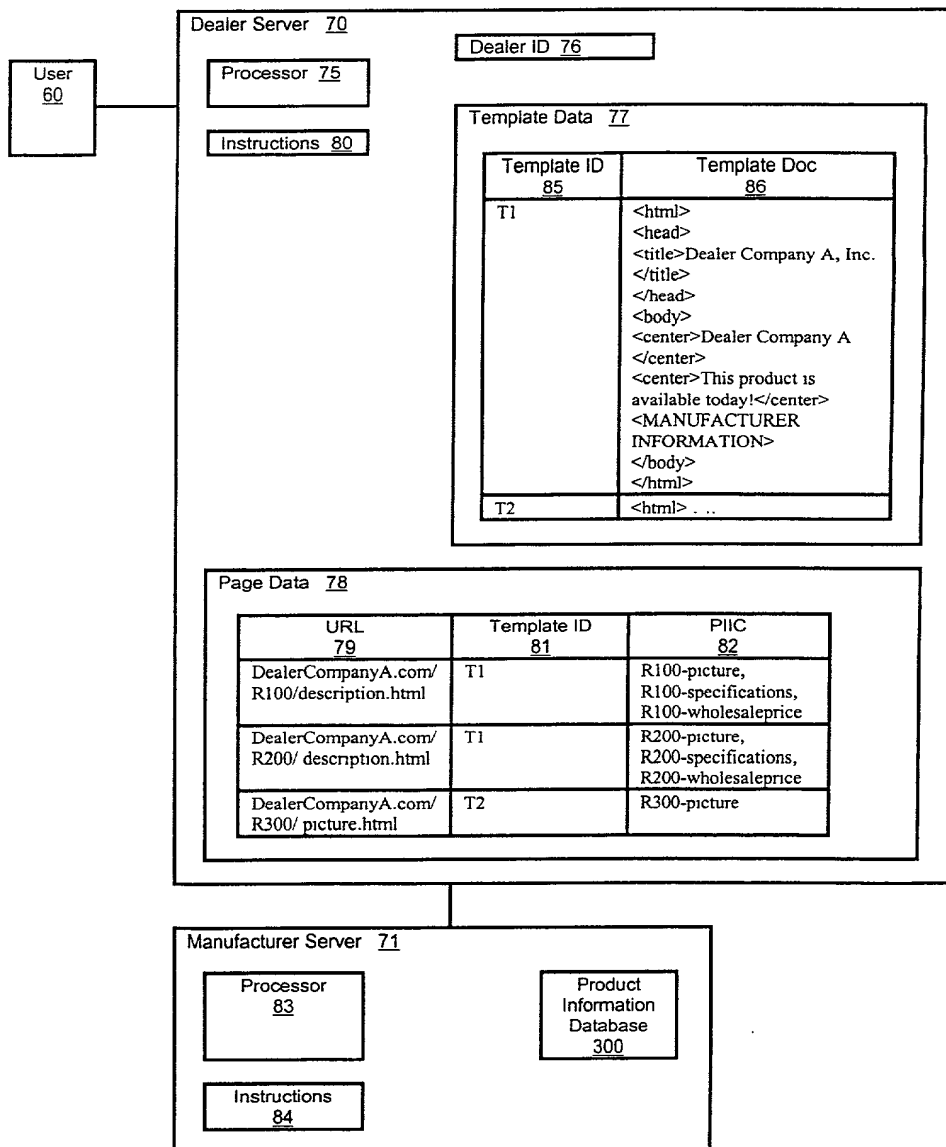 Dealer Server 70
Dealer ID 76
User
60
Processor 75
Instructions 80
Template Data 77
Template ID
85
Template Doc
86
T1
<html>
<head>
<title>Dealer Company A, Inc.
</title>
</head>
<body>
<center>Dealer Company A
</center>
<center>This product is
available today!</center>
<MANUFACTURER
INFORMATION>
</body>
</html>
T2
<html> . ..
Page Data 78
URL
79
Template ID
81
PIIC
82
DealerCompanyA.com/
R100/description.html
T1
R100-picture,
R100-specifications,
R100-wholesaleprice
DealerCompanyA.com/
R200/ description.html
T1
R200-picture,
R200-specifications,
R200-wholesaleprice
DealerCompanyA.com/
R300/ picture.html
T2
R300-picture
Manufacturer Server 71
Processor
83
Product
Information
Database
300
Instructions
84